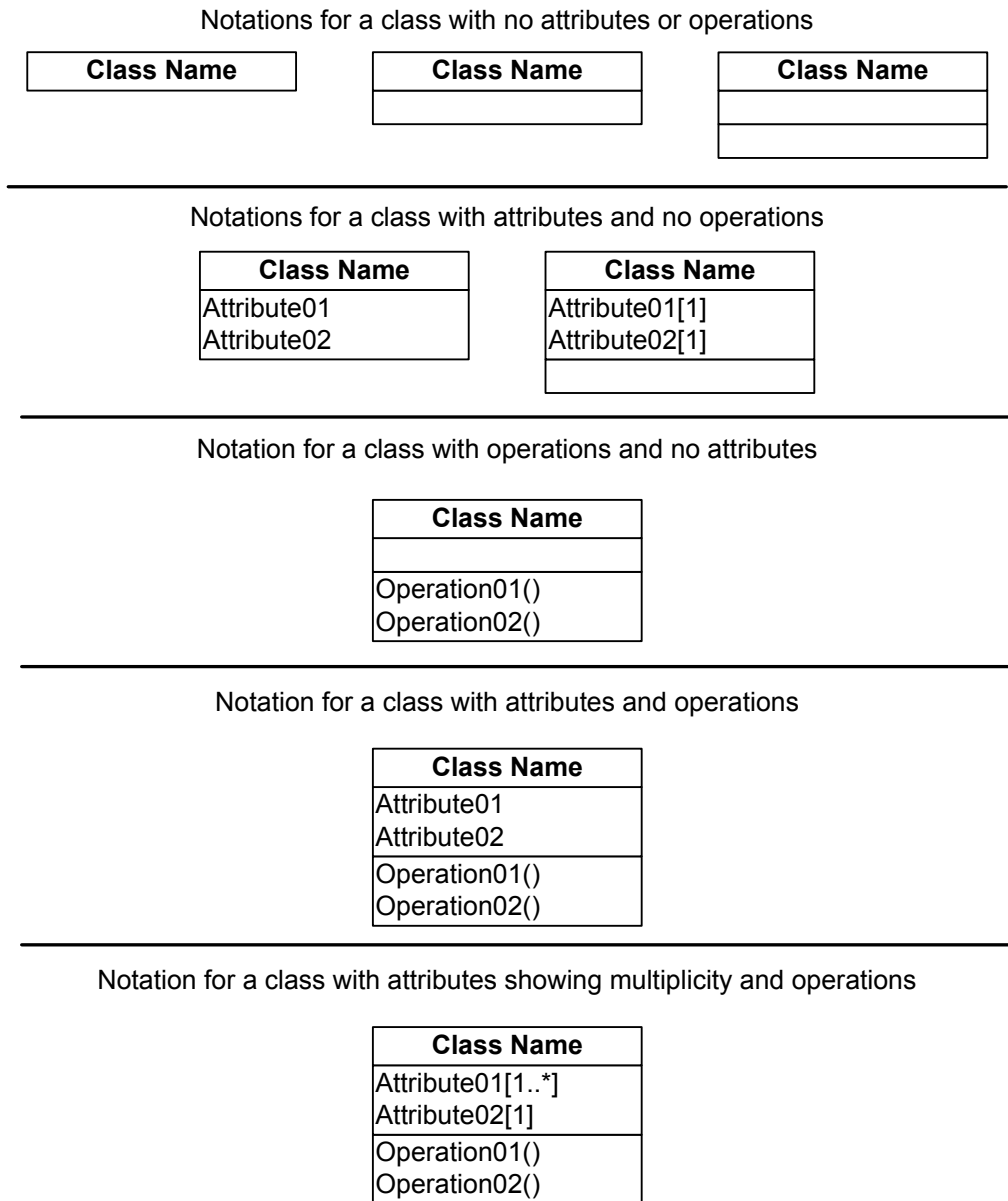 Notations for a class with no attributes or operations
Class Name
Class Name
Class Name
Notations for a class with attributes and no operations
Class Name
Attribute01
Attribute02
Class Name
Attribute01[1]
Attribute02[1]
Notation for a class with operations and no attributes
Class Name
Operation01()
Operation02()
Notation for a class with attributes and operations
Class Name
Attribute01
Attribute02
Operation01()
Operation02()
Notation for a class with attributes showing multiplicity and operations
Class Name
Attribute01[1..*]
Attribute02[1]
Operation01()
Operation02()